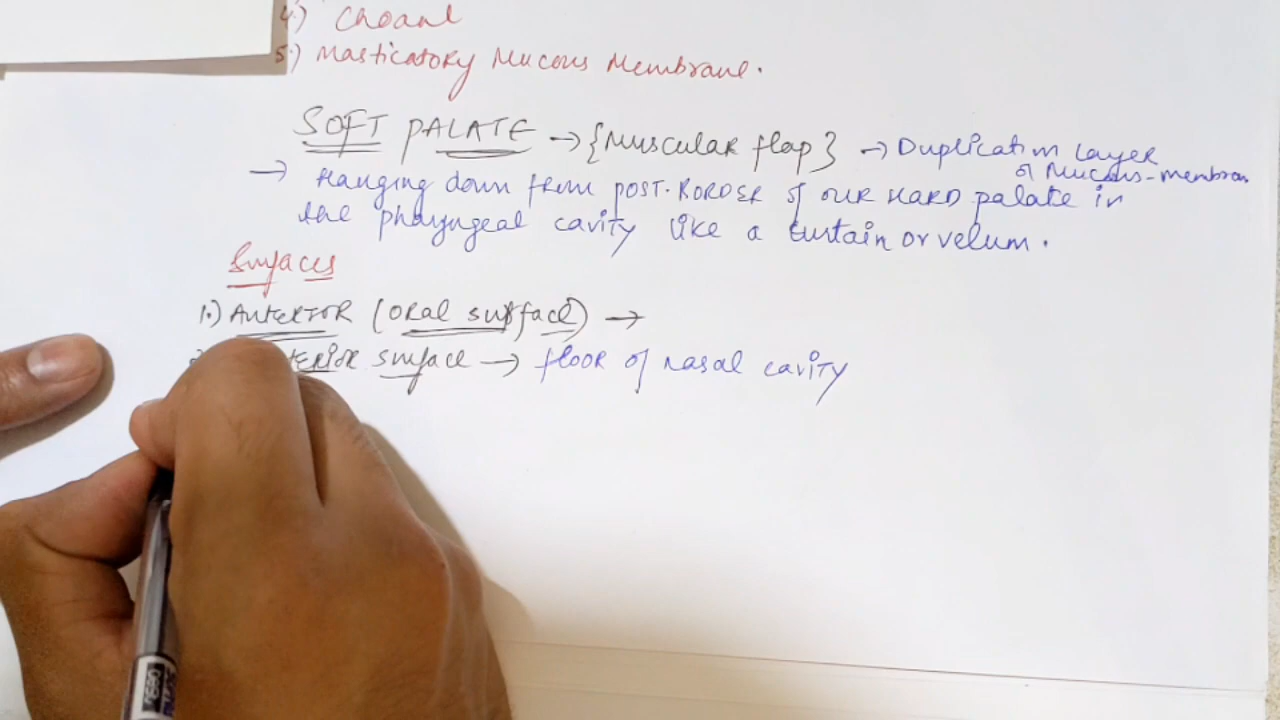 4.) Choane
5.) Masticatory Mucous Membrane.
SOFT PALATE → {Muscular flap} → Duplication Layer
of Mucous-membran
→ Hanging down from POST. BORDER of our HARD palate in
the pharyngeal cavity like a curtain or velum.
Surfaces
1.) ANTERIOR (Oral surface) →
TERIOR surface → floor of nasal cavity